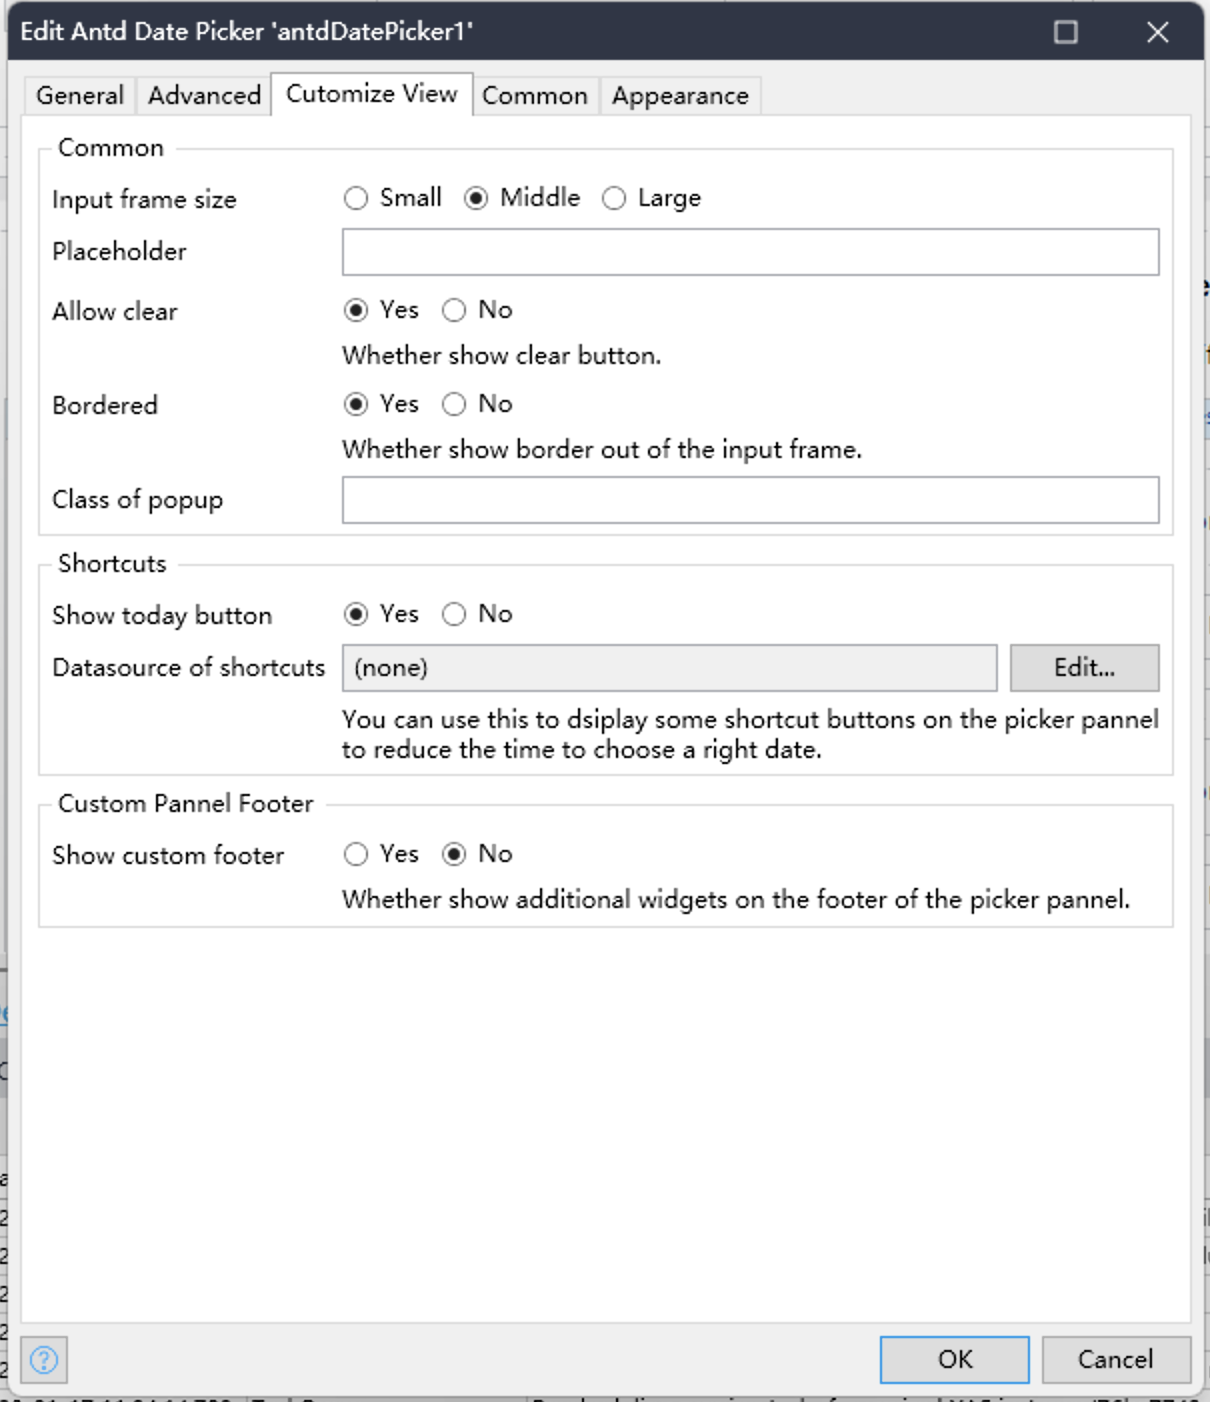 Edit Antd Date Picker 'antdDatePicker1'
General Advanced Cutomize View Common Appearance
Common
Input frame size Small Middle Large
Placeholder
Allow clear Yes No
Whether show clear button.
Bordered Yes No
Whether show border out of the input frame.
Class of popup
Shortcuts
Show today button Yes No
Datasource of shortcuts (none) Edit...
You can use this to dsiplay some shortcut buttons on the picker pannel
to reduce the time to choose a right date.
Custom Pannel Footer
Show custom footer Yes No
Whether show additional widgets on the footer of the picker pannel.
? OK Cancel